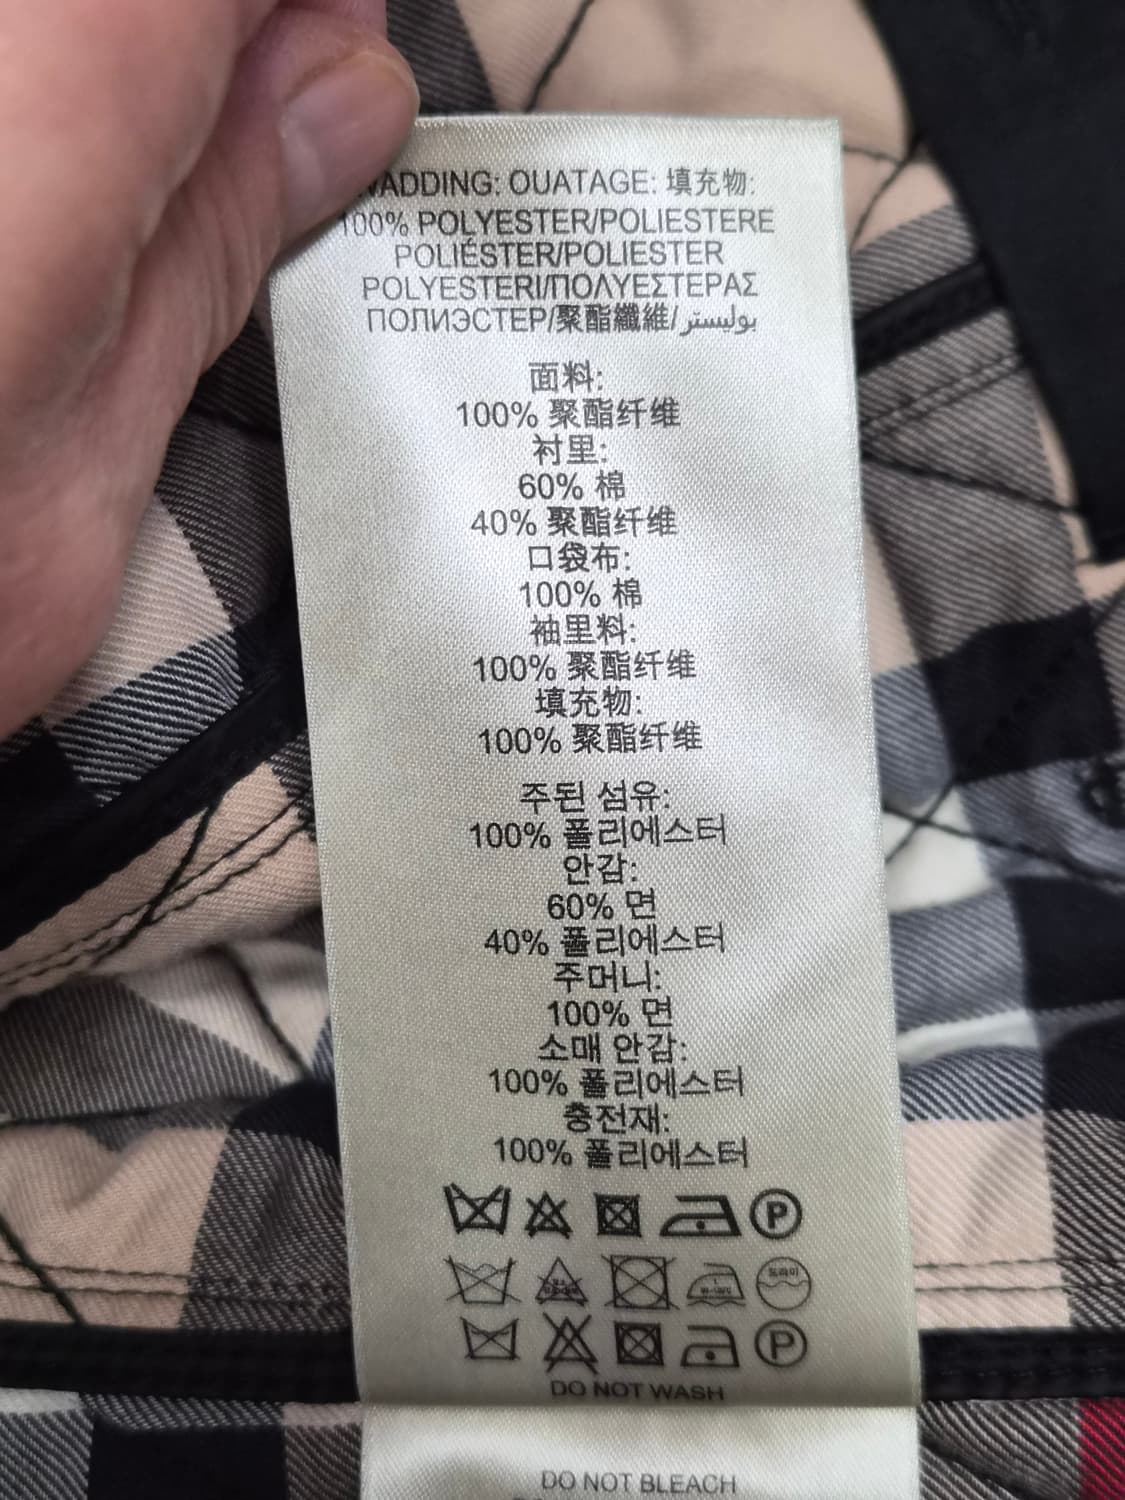 WADDING: OUATAGE: 填充物:
100% POLYESTER/POLIESTERE
POLIÉSTER/POLIESTER
POLYESTERI/ΠΟΛΥΕΣΤΕΡΑΣ
ПОЛИЭСТЕР/聚酯纖維/بوليستر
面料:
100% 聚酯纤维
衬里:
60% 棉
40% 聚酯纤维
口袋布:
100% 棉
袖里料:
100% 聚酯纤维
填充物:
100% 聚酯纤维
주된 섬유:
100% 폴리에스터
안감:
60% 면
40% 폴리에스터
주머니:
100% 면
소매 안감:
100% 폴리에스터
충전재:
100% 폴리에스터
P
드라이
P
DO NOT WASH
DO NOT BLEACH